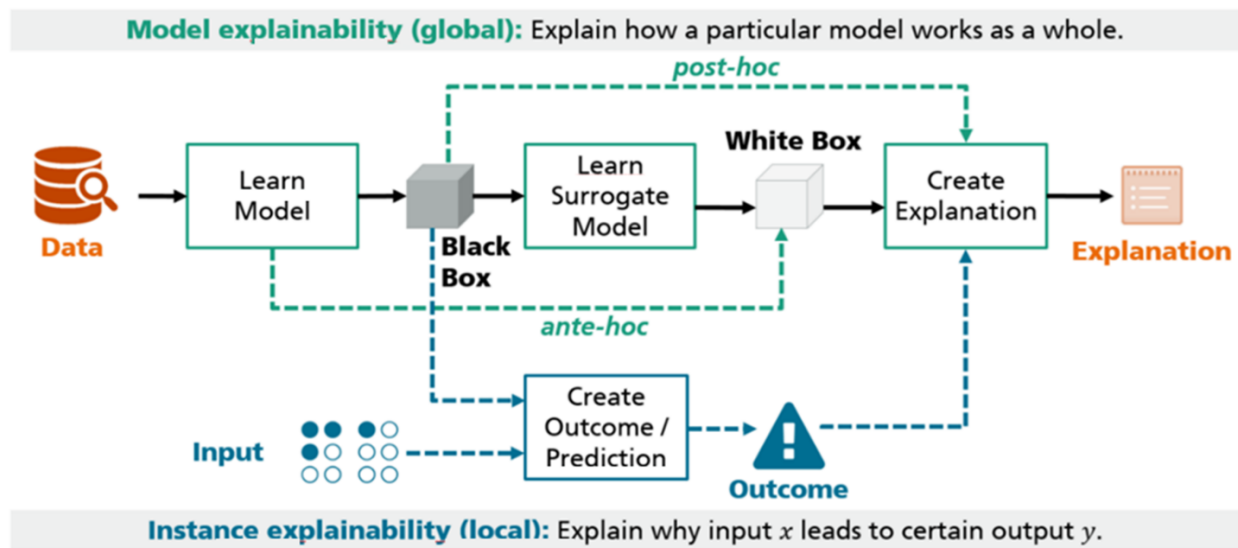 Model explainability (global): Explain how a particular model works as a whole.
post-hoc
Data
Learn
Model
Black
Box
Learn
Surrogate
Model
White Box
Create
Explanation
Explanation
ante-hoc
Input
Create
Outcome /
Prediction
Outcome
Instance explainability (local): Explain why input x leads to certain output y.